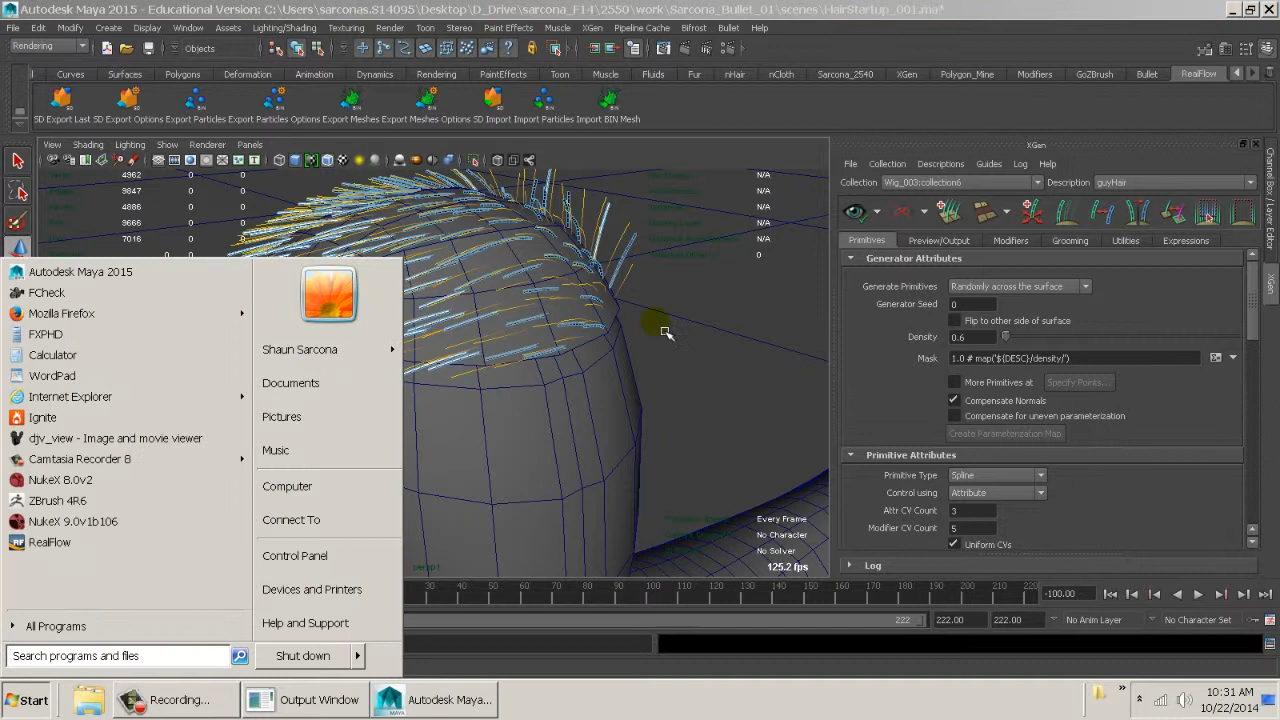 Autodesk Maya 2015 - Educational Version: C:\Users\sarconas.S14095\Desktop\D_Drive\sarcona_F14\2550\work\Sarcona_Bullet_01\scenes\HairStartup_001.ma*
File Edit Modify Create Display Window Assets Lighting/Shading Texturing Render Toon Stereo Paint Effects Muscle XGen Pipeline Cache Bifrost Bullet Help
Rendering Objects
Curves Surfaces Polygons Deformation Animation Dynamics Rendering PaintEffects Toon Muscle Fluids Fur nHair nCloth Sarcona_2540 XGen Polygon_Mine Modifiers GoZBrush Bullet RealFlow
SD Export Last SD Export Options Export Particles Export Particles Options Export Meshes Export Meshes Options SD Import Import Particles Import BIN Mesh
View Shading Lighting Show Renderer Panels
XGen
File Collection Descriptions Guides Log Help
Collection Wig_003:collection6 Description guyHair
4962 0 0 N/A
9847 0 0 N/A
4886 0 0 N/A
9668 0 0 N/A
7016 0 0 0
Primitives Preview/Output Modifiers Grooming Utilities Expressions
Generator Attributes
Generate Primitives Randomly across the surface
Generator Seed 0
Flip to other side of surface
Density 0.6
Mask 1.0 # map('${DESC}/density/')
More Primitives at Specify Points...
Compensate Normals
Compensate for uneven parameterization
Create Parameterization Map
Primitive Attributes
Primitive Type Spline
Control using Attribute
Attr CV Count 3
Modifier CV Count 5
Uniform CVs
Log
Every Frame
No Character
No Solver
125.2 fps
persp
30 40 50 60 70 80 90 100 110 120 130 140 150 160 170 180 190 200 210 220
-100.00
222 222.00 222.00 No Anim Layer No Character Set
Channel Box / Layer Editor
XGen
Autodesk Maya 2015
FCheck
Mozilla Firefox
FXPHD
Calculator
WordPad
Internet Explorer
Ignite
djv_view - Image and movie viewer
Camtasia Recorder 8
NukeX 8.0v2
ZBrush 4R6
NukeX 9.0v1b106
RealFlow
All Programs
Search programs and files
Shaun Sarcona
Documents
Pictures
Music
Computer
Connect To
Control Panel
Devices and Printers
Help and Support
Shut down
Start Recording... Output Window Autodesk Maya...
10:31 AM
10/22/2014